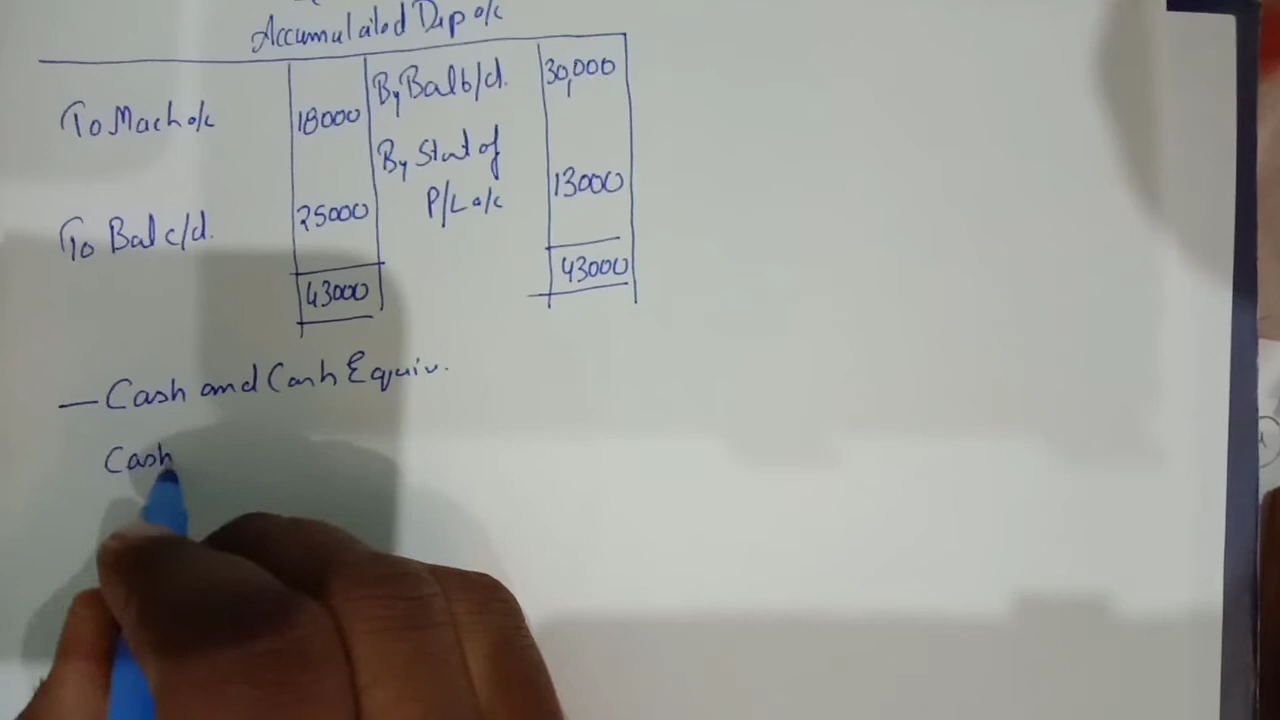 Accumulated Dep a/c
To Mach a/c 18000 By Bal b/d. 30,000
By Stat of
P/L a/c 13000
To Bal c/d. 25000
43000 43000
— Cash and Cash Equiv.
Cash